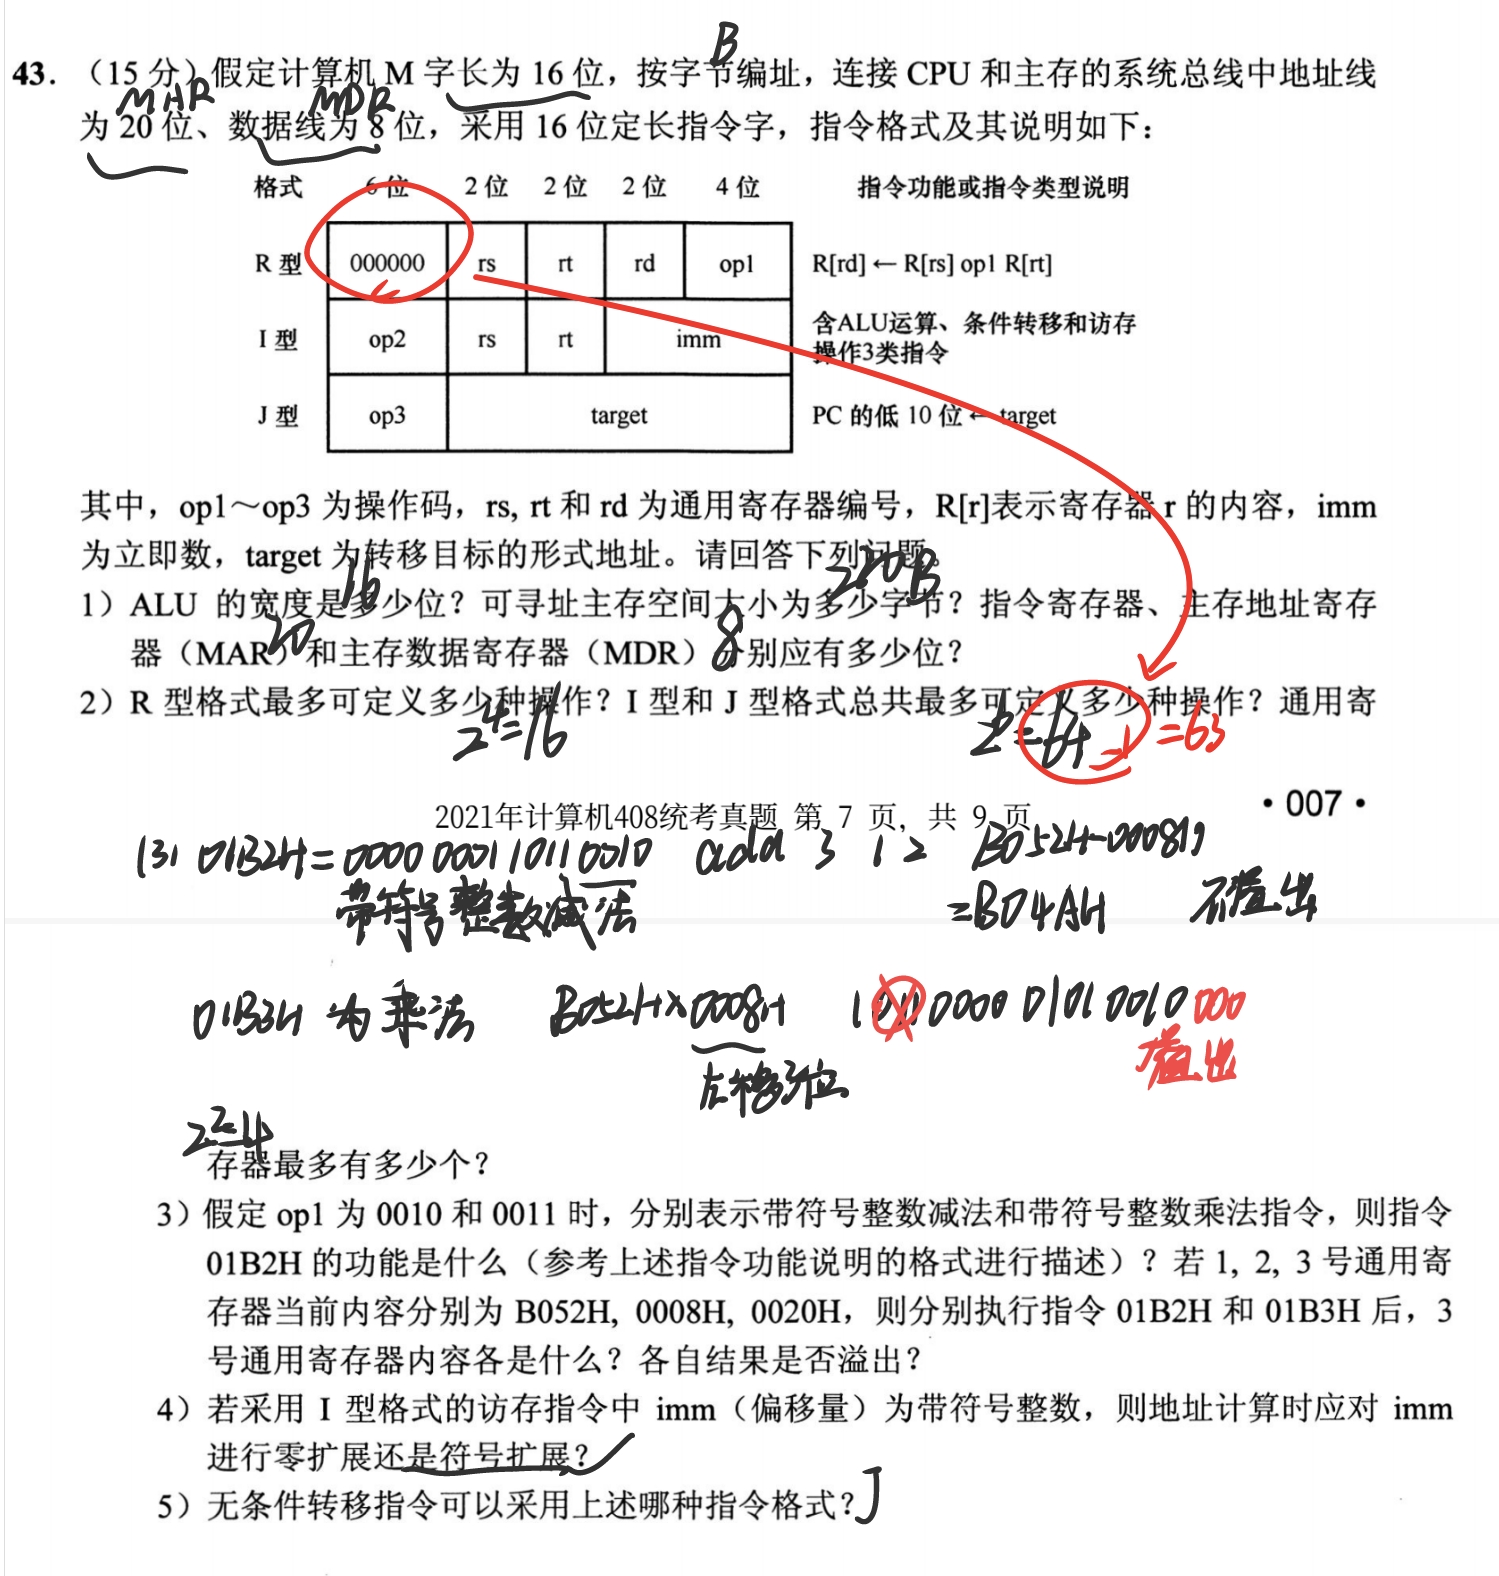 B
43. （15 分）假定计算机 M 字长为 16 位，按字节编址，连接 CPU 和主存的系统总线中地址线
MAR MDR
为 20 位、数据线为 8 位，采用 16 位定长指令字，指令格式及其说明如下：
格式 6 位 2 位 2 位 2 位 4 位 指令功能或指令类型说明
R 型 000000 rs rt rd op1 R[rd] ← R[rs] op1 R[rt]
I 型 op2 rs rt imm 含ALU运算、条件转移和访存
操作3类指令
J 型 op3 target PC 的低 10 位 ← target
其中，op1～op3 为操作码，rs, rt 和 rd 为通用寄存器编号，R[r]表示寄存器 r 的内容，imm
为立即数，target 为转移目标的形式地址。请回答下列问题。
16 2^20 B
1）ALU 的宽度是多少位？可寻址主存空间大小为多少字节？指令寄存器、主存地址寄存
20 8
器（MAR）和主存数据寄存器（MDR）分别应有多少位？
2）R 型格式最多可定义多少种操作？I 型和 J 型格式总共最多可定义多少种操作？通用寄
2^4=16 2^6=64 -1 =63
2021年计算机408统考真题 第 7 页, 共 9 页
• 007 •
(3) 01B2H = 0000 0001 1011 0010 add 3 1 2 B052H-0008H
带符号整数减法 =B04AH 不溢出
01B3H 为乘法 B052H×0008H 1011 0000 0101 0010 000
左移3位 溢出
2^2=4
存器最多有多少个？
3）假定 op1 为 0010 和 0011 时，分别表示带符号整数减法和带符号整数乘法指令，则指令
01B2H 的功能是什么（参考上述指令功能说明的格式进行描述）？若 1, 2, 3 号通用寄
存器当前内容分别为 B052H, 0008H, 0020H，则分别执行指令 01B2H 和 01B3H 后，3
号通用寄存器内容各是什么？各自结果是否溢出？
4）若采用 I 型格式的访存指令中 imm（偏移量）为带符号整数，则地址计算时应对 imm
进行零扩展还是符号扩展？
5）无条件转移指令可以采用上述哪种指令格式？J